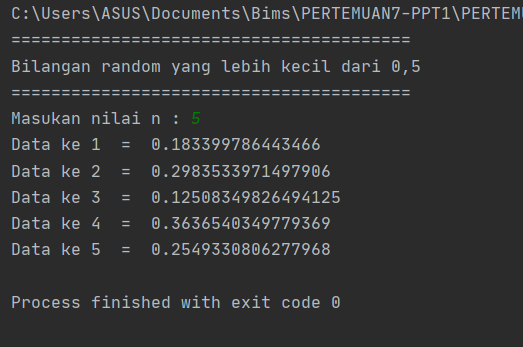 C:\Users\ASUS\Documents\Bims\PERTEMUAN7-PPT1\PERTEMU
========================================
Bilangan random yang lebih kecil dari 0,5
========================================
Masukan nilai n : 5
Data ke 1  =  0.183399786443466
Data ke 2  =  0.2983533971497906
Data ke 3  =  0.12508349826494125
Data ke 4  =  0.3636540349779369
Data ke 5  =  0.2549330806277968
Process finished with exit code 0